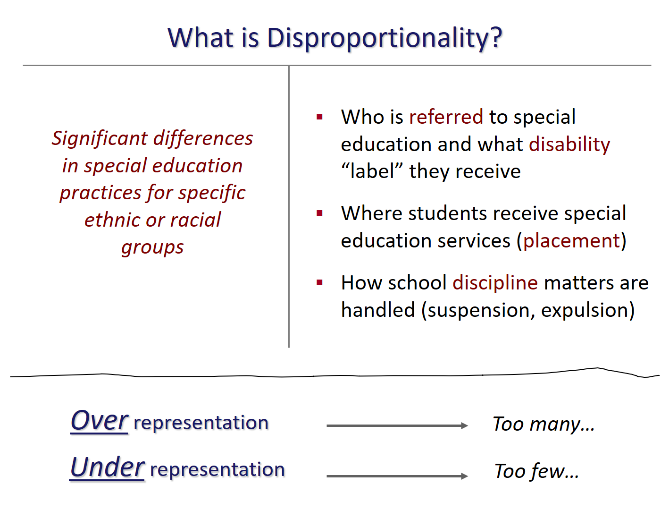 What is Disproportionality?
Significant differences
in special education
practices for specific
ethnic or racial
groups
▪ Who is referred to special
education and what disability
“label” they receive
▪ Where students receive special
education services (placement)
▪ How school discipline matters are
handled (suspension, expulsion)
Over representation
Too many…
Under representation
Too few…